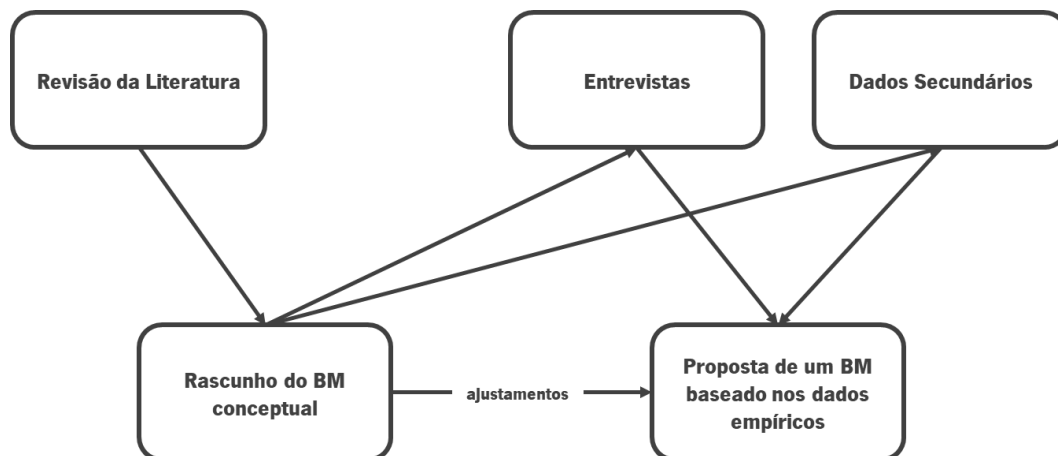 Revisão da Literatura
Entrevistas
Dados Secundários
Rascunho do BM
conceptual
ajustamentos
Proposta de um BM
baseado nos dados
empíricos